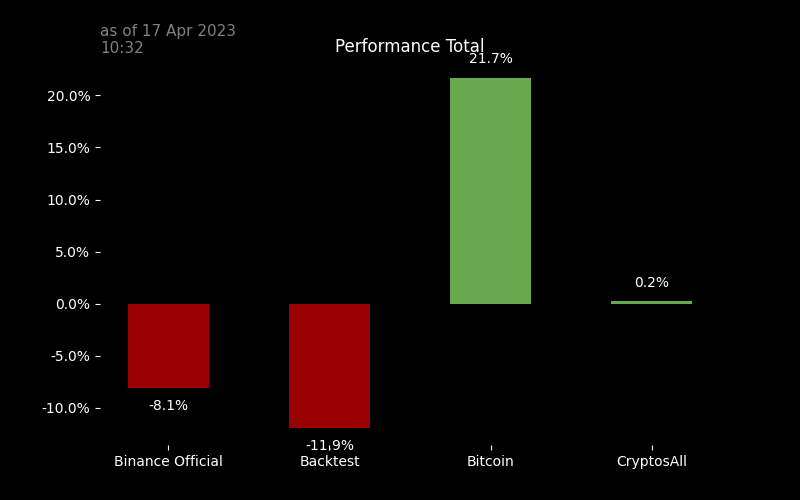 as of 17 Apr 2023
10:32
Performance Total
21.7%
20.0%
15.0%
10.0%
5.0%
0.2%
0.0%
-5.0%
-8.1%
-10.0%
-11.9%
Binance Official
Backtest
Bitcoin
CryptosAll